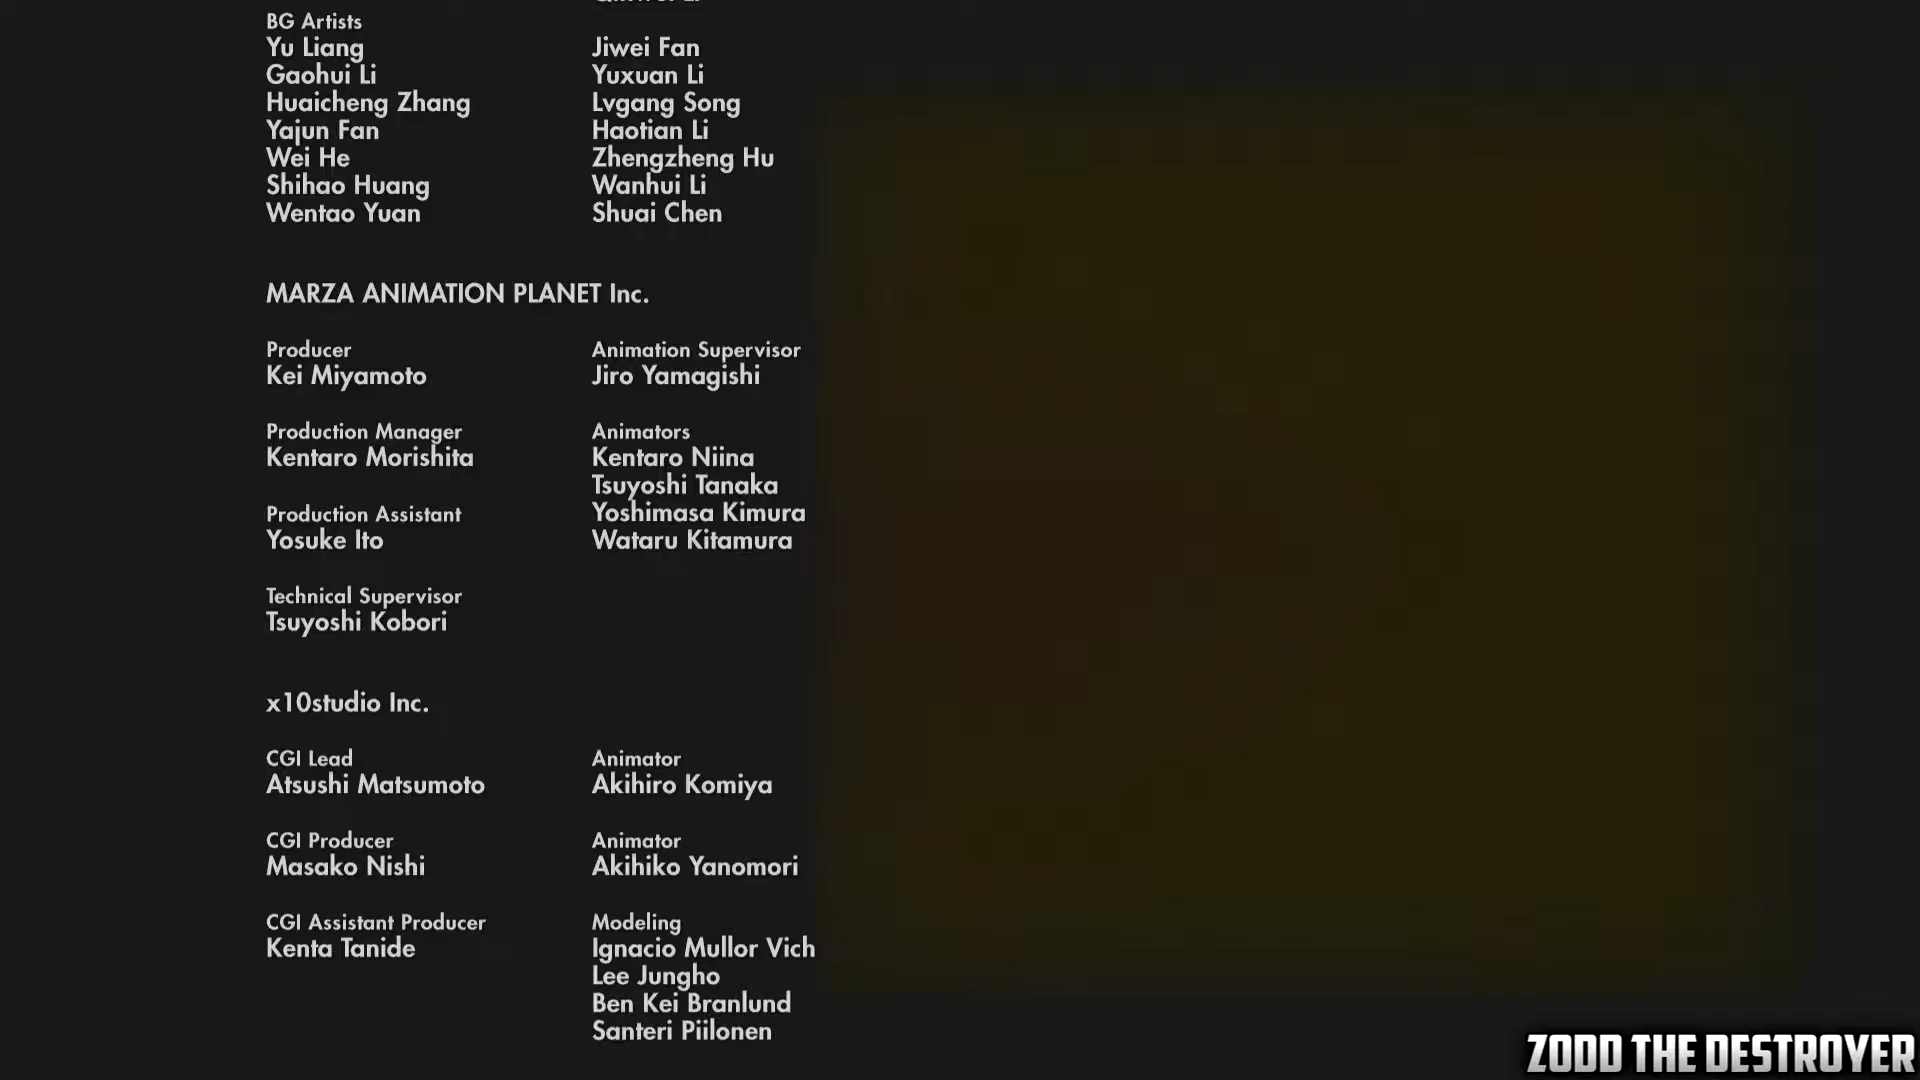 BG Artists
Yu Liang
Jiwei Fan
Gaohui Li
Yuxuan Li
Huaicheng Zhang
Lvgang Song
Yajun Fan
Haotian Li
Wei He
Zhengzheng Hu
Shihao Huang
Wanhui Li
Wentao Yuan
Shuai Chen
MARZA ANIMATION PLANET Inc.
Producer
Kei Miyamoto
Animation Supervisor
Jiro Yamagishi
Production Manager
Kentaro Morishita
Animators
Kentaro Niina
Tsuyoshi Tanaka
Yoshimasa Kimura
Wataru Kitamura
Production Assistant
Yosuke Ito
Technical Supervisor
Tsuyoshi Kobori
x10studio Inc.
CGI Lead
Atsushi Matsumoto
Animator
Akihiro Komiya
CGI Producer
Masako Nishi
Animator
Akihiko Yanomori
CGI Assistant Producer
Kenta Tanide
Modeling
Ignacio Mullor Vich
Lee Jungho
Ben Kei Branlund
Santeri Piilonen
ZODD THE DESTROYER